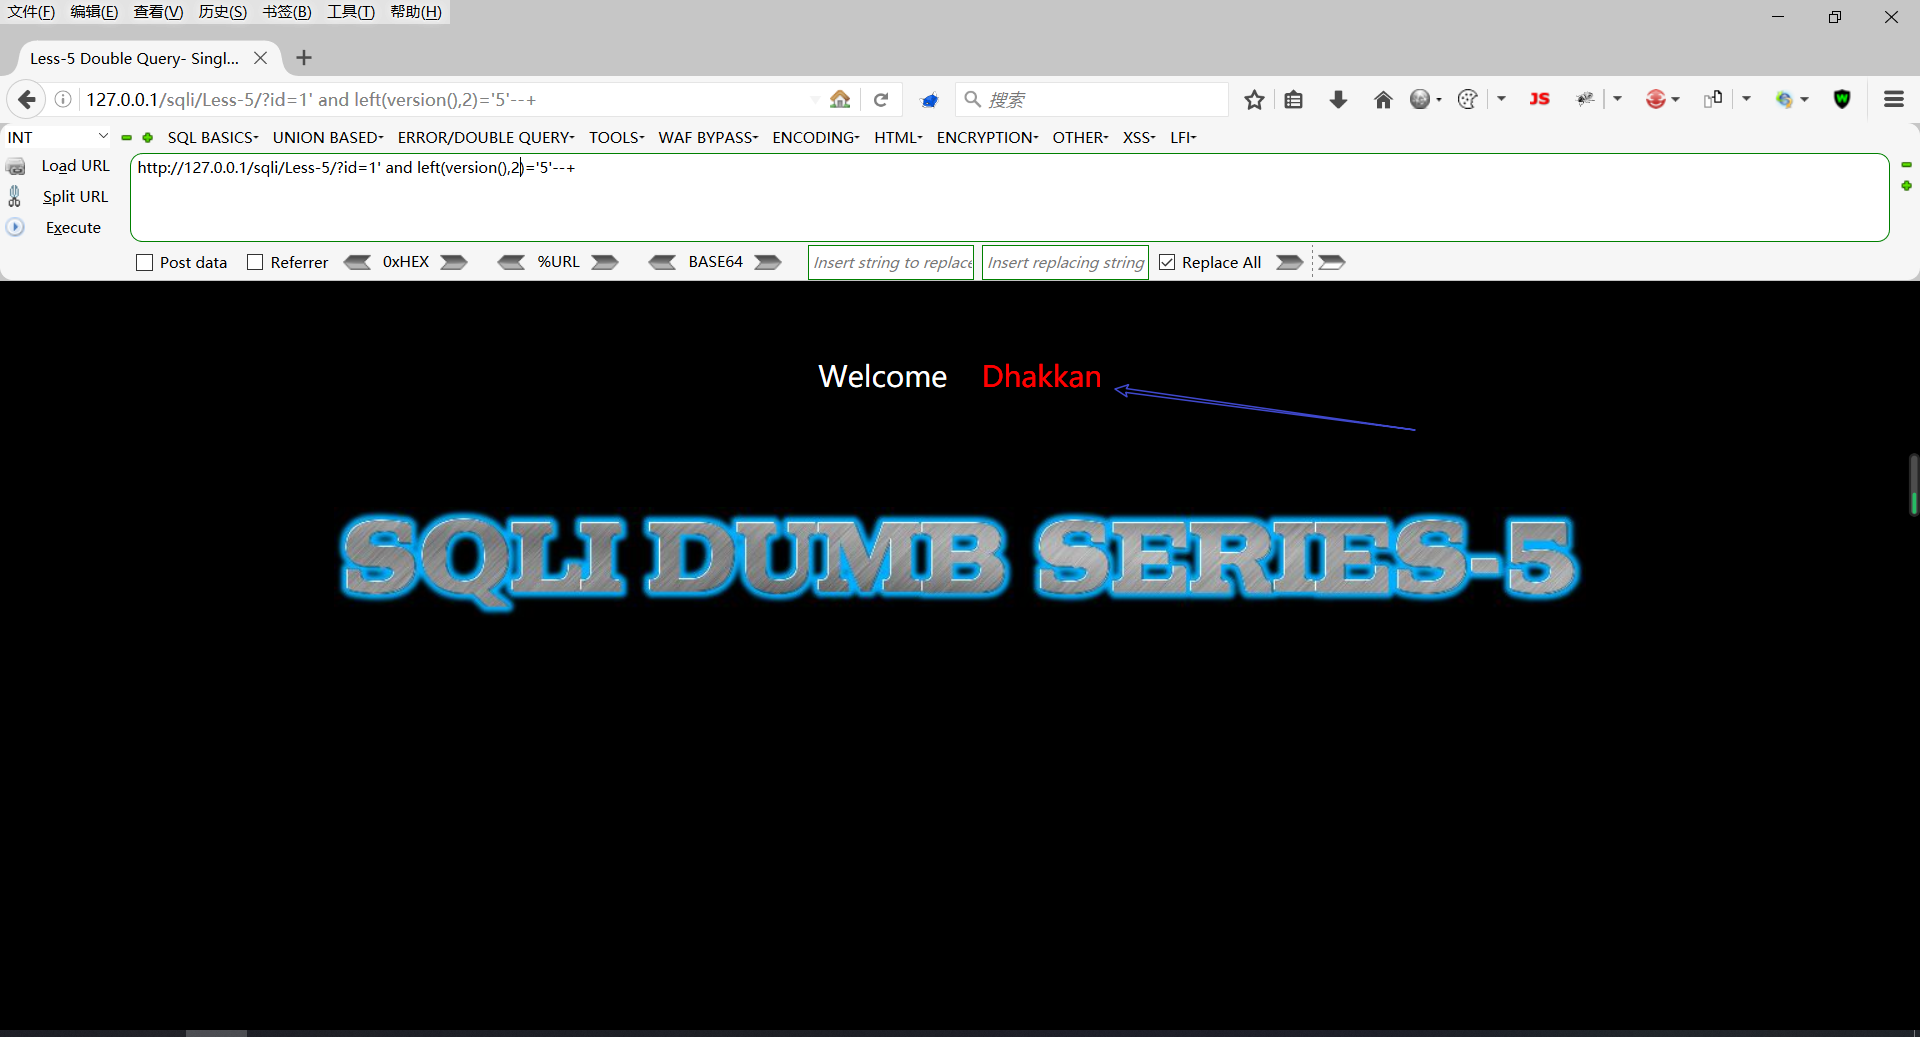 文件(F) 编辑(E) 查看(V) 历史(S) 书签(B) 工具(T) 帮助(H)
Less-5 Double Query- Singl...
127.0.0.1/sqli/Less-5/?id=1' and left(version(),2)='5'--+
搜索
JS
W
INT
SQL BASICS UNION BASED ERROR/DOUBLE QUERY TOOLS WAF BYPASS ENCODING HTML ENCRYPTION OTHER XSS LFI
Load URL
http://127.0.0.1/sqli/Less-5/?id=1' and left(version(),2)='5'--+
Split URL
Execute
Post data Referrer 0xHEX %URL BASE64 Insert string to replace Insert replacing string Replace All
Welcome Dhakkan
SQLI DUMB SERIES-5